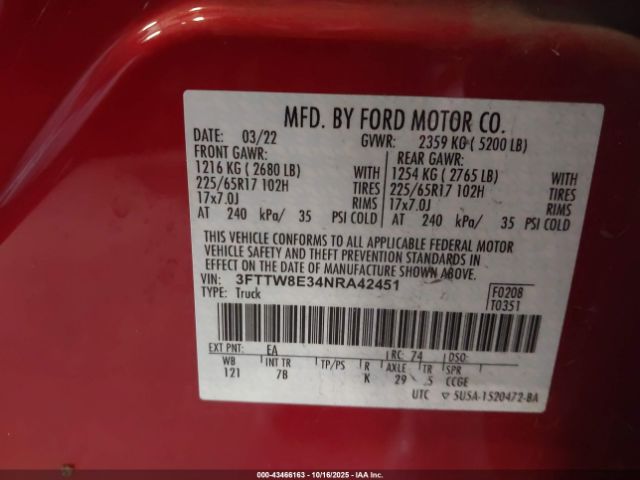 MFD. BY FORD MOTOR CO.
DATE: 03/22 GVWR: 2359 KG ( 5200 LB)
FRONT GAWR: REAR GAWR:
1216 KG ( 2680 LB) 1254 KG ( 2765 LB)
225/65R17 102H TIRES 225/65R17 102H TIRES
17x7.0J RIMS 17x7.0J RIMS
AT 240 kPa/ 35 PSI COLD AT 240 kPa/ 35 PSI COLD
THIS VEHICLE CONFORMS TO ALL APPLICABLE FEDERAL MOTOR
VEHICLE SAFETY AND THEFT PREVENTION STANDARDS IN
EFFECT ON THE DATE OF MANUFACTURE SHOWN ABOVE.
VIN: 3FTTW8E34NRA42451
TYPE: Truck
F0208
T0351
EXT PNT: EA RC: 74 DSO:
WB INT TR TP/PS R AXLE TR SPR
121 7B K 29 5 CCGE
UTC ▽ 5U5A-1520472-BA
000-43466163 | 10/16/2025 - IAA Inc.